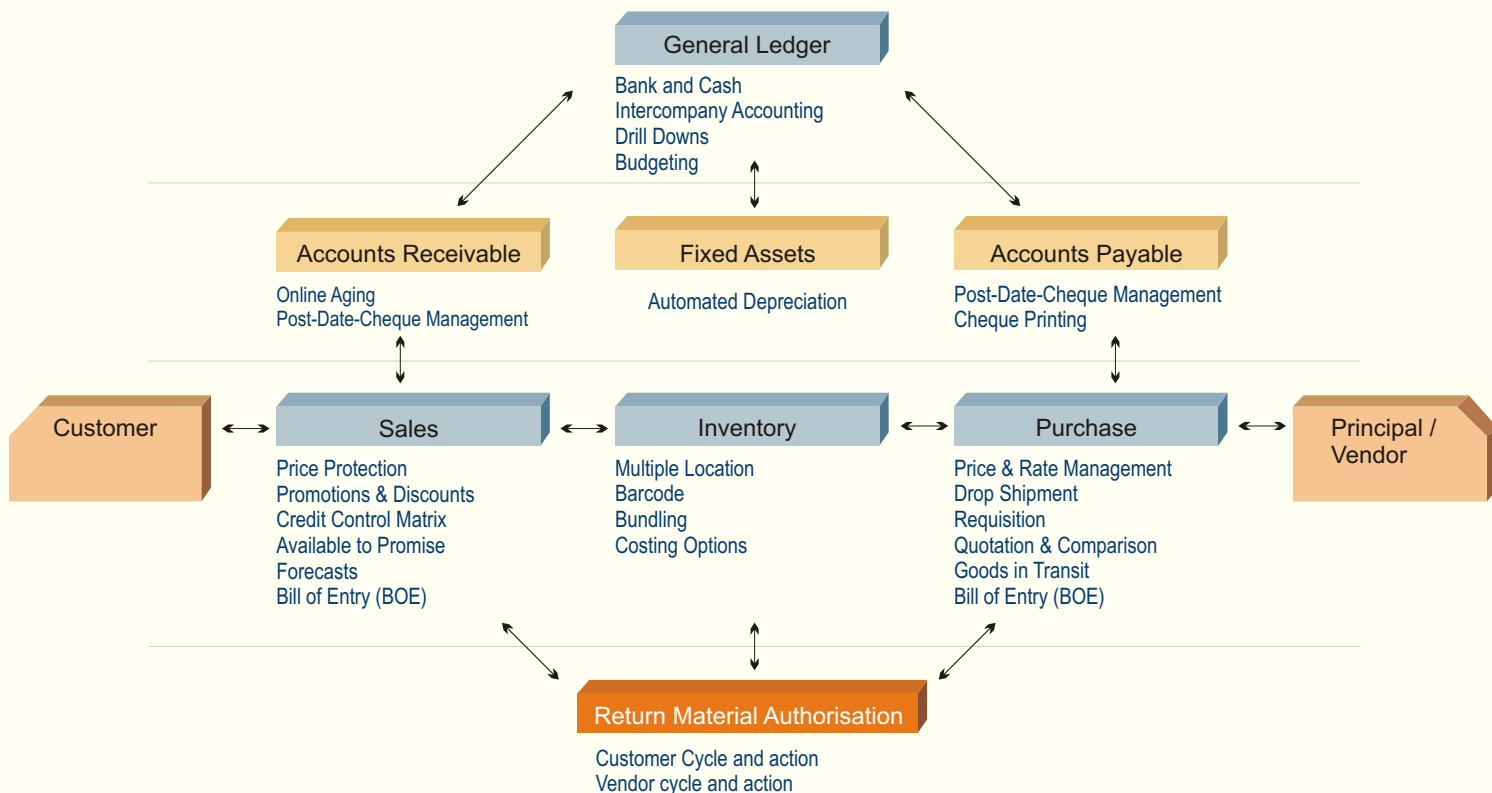 General Ledger
Bank and Cash
Intercompany Accounting
Drill Downs
Budgeting
Accounts Receivable
Online Aging
Post-Date-Cheque Management
Fixed Assets
Automated Depreciation
Accounts Payable
Post-Date-Cheque Management
Cheque Printing
Customer
Sales
Price Protection
Promotions & Discounts
Credit Control Matrix
Available to Promise
Forecasts
Bill of Entry (BOE)
Inventory
Multiple Location
Barcode
Bundling
Costing Options
Purchase
Price & Rate Management
Drop Shipment
Requisition
Quotation & Comparison
Goods in Transit
Bill of Entry (BOE)
Principal /
Vendor
Return Material Authorisation
Customer Cycle and action
Vendor cycle and action